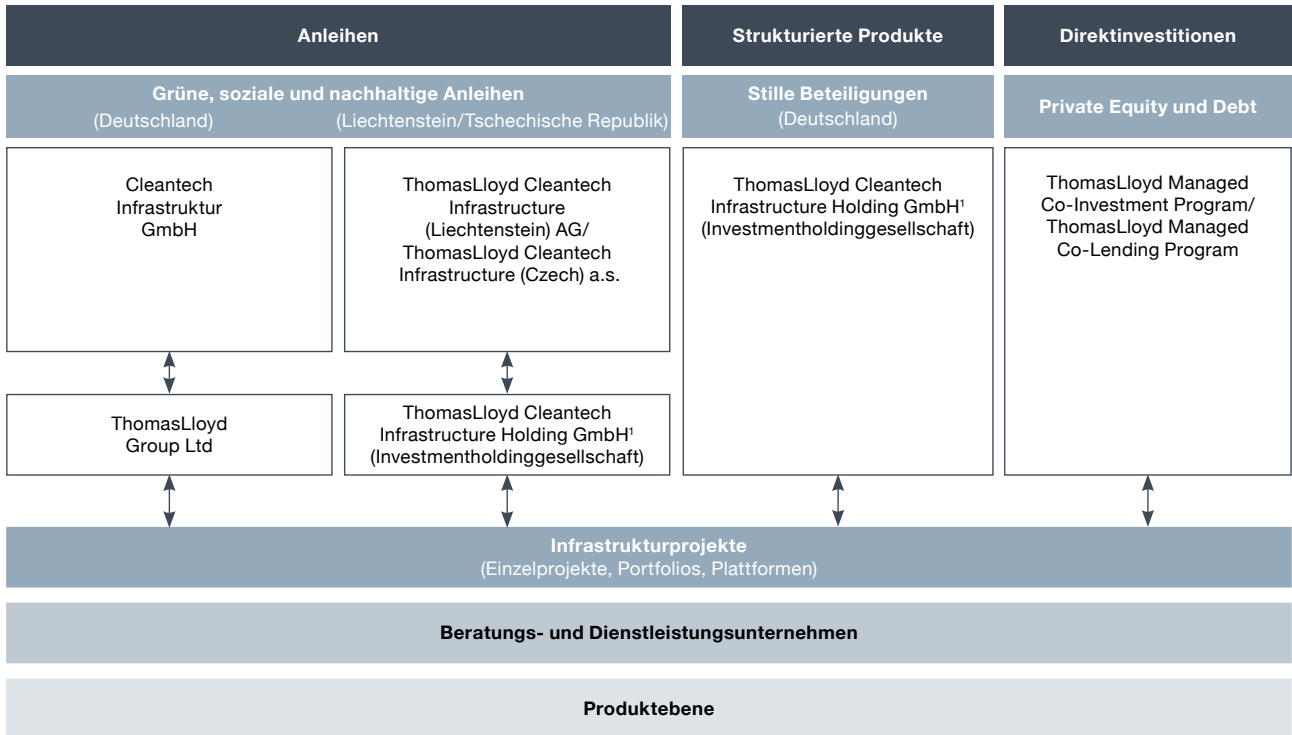 Anleihen
Strukturierte Produkte
Direktinvestitionen
Grüne, soziale und nachhaltige Anleihen
(Deutschland)
(Liechtenstein/Tschechische Republik)
Stille Beteiligungen
(Deutschland)
Private Equity und Debt
Cleantech
Infrastruktur
GmbH
ThomasLloyd Cleantech
Infrastructure
(Liechtenstein) AG/
ThomasLloyd Cleantech
Infrastructure (Czech) a.s.
ThomasLloyd Cleantech
Infrastructure Holding GmbH¹
(Investmentholdinggesellschaft)
ThomasLloyd Managed
Co-Investment Program/
ThomasLloyd Managed
Co-Lending Program
ThomasLloyd
Group Ltd
ThomasLloyd Cleantech
Infrastructure Holding GmbH¹
(Investmentholdinggesellschaft)
Infrastrukturprojekte
(Einzelprojekte, Portfolios, Plattformen)
Beratungs- und Dienstleistungsunternehmen
Produktebene